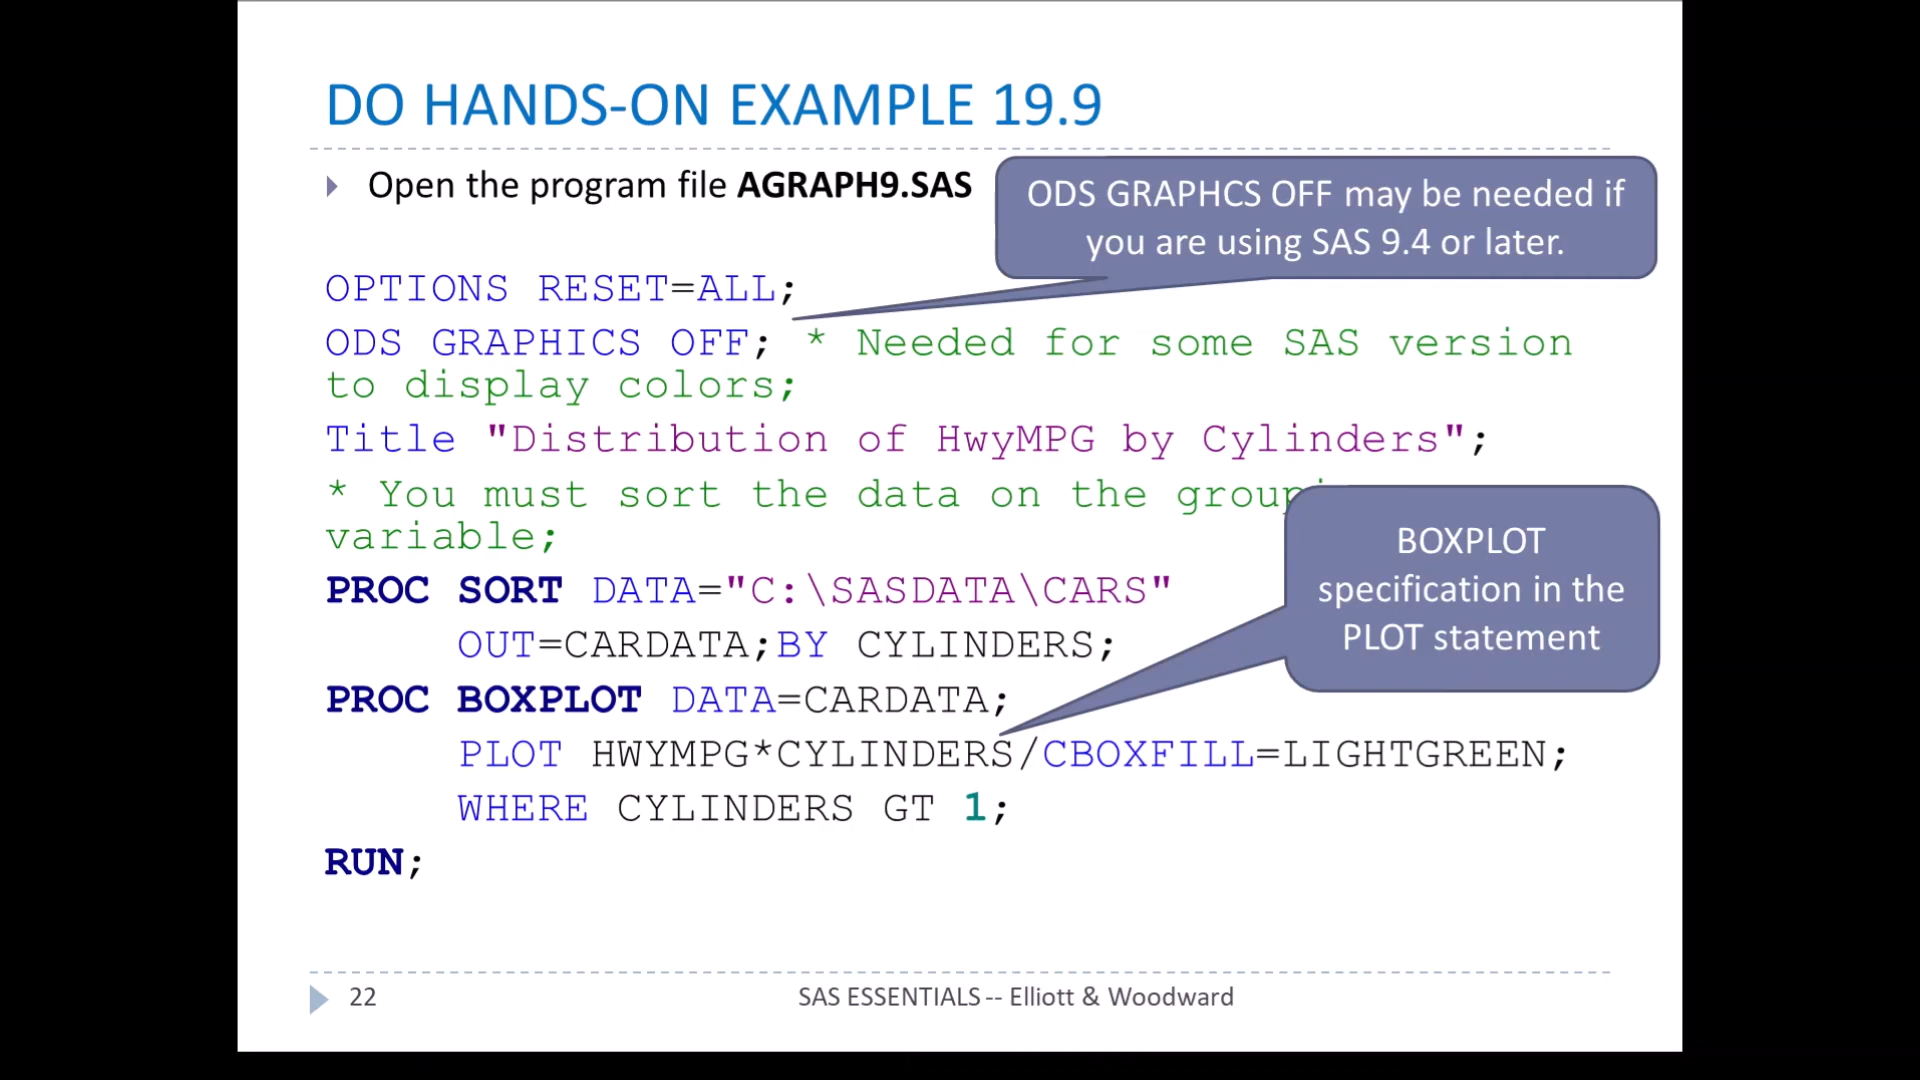 DO HANDS-ON EXAMPLE 19.9
Open the program file AGRAPH9.SAS
ODS GRAPHCS OFF may be needed if
you are using SAS 9.4 or later.
OPTIONS RESET=ALL;
ODS GRAPHICS OFF; * Needed for some SAS version
to display colors;
Title "Distribution of HwyMPG by Cylinders";
* You must sort the data on the
variable;
BOXPLOT
specification in the
PLOT statement
PROC SORT DATA="C:\SASDATA\CARS"
OUT=CARDATA;BY CYLINDERS;
PROC BOXPLOT DATA=CARDATA;
PLOT HWYMPG*CYLINDERS/CBOXFILL=LIGHTGREEN;
WHERE CYLINDERS GT 1;
RUN;
22
SAS ESSENTIALS -- Elliott & Woodward